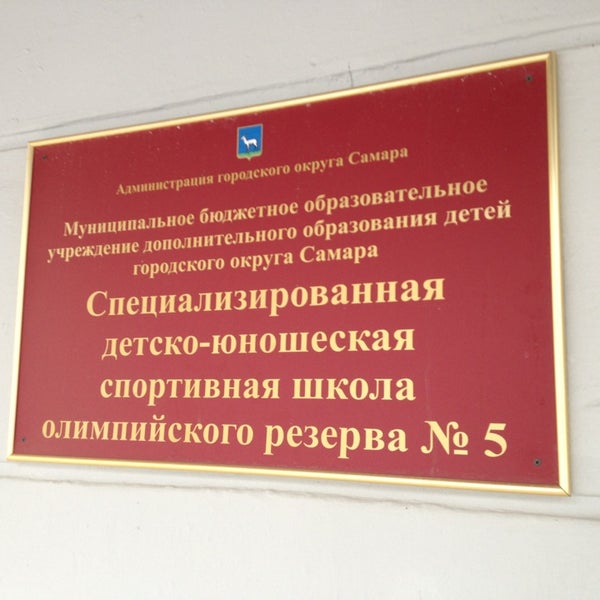 Администрация городского округа Самара
Муниципальное бюджетное образовательное
учреждение дополнительного образования детей
городского округа Самара
Специализированная
детско-юношеская
спортивная школа
олимпийского резерва № 5